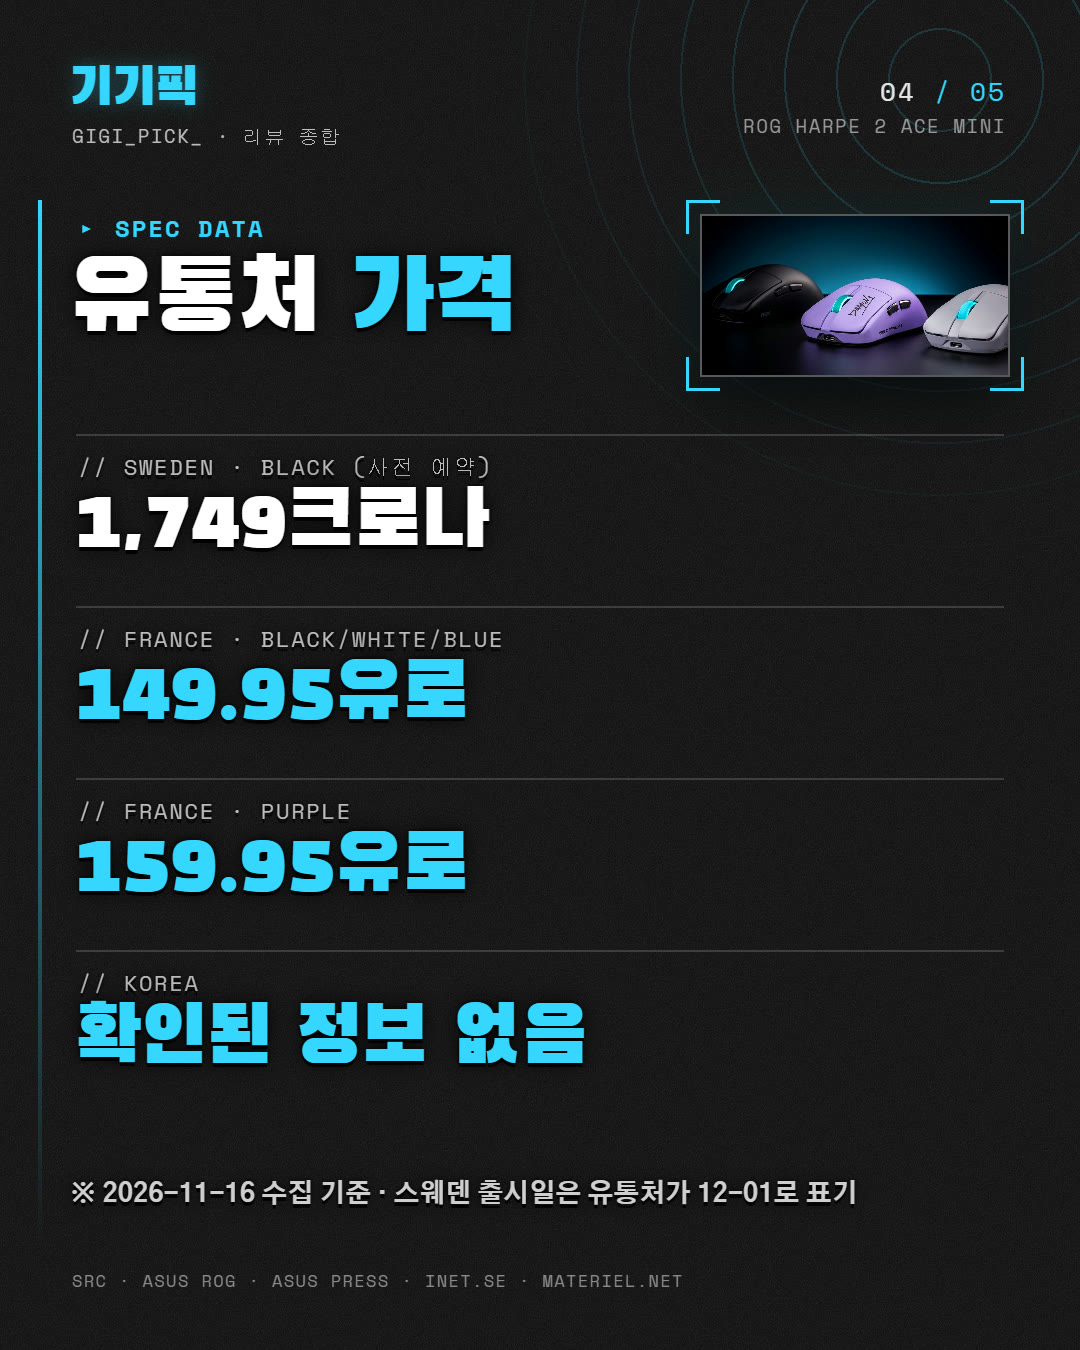 기기픽
GIGI_PICK_ · 리뷰 종합
04 / 05
ROG HARPE 2 ACE MINI
▸ SPEC DATA
유통처 가격
// SWEDEN · BLACK (사전 예약)
1,749크로나
// FRANCE · BLACK/WHITE/BLUE
149.95유로
// FRANCE · PURPLE
159.95유로
// KOREA
확인된 정보 없음
※ 2026-11-16 수집 기준 · 스웨덴 출시일은 유통처가 12-01로 표기
SRC · ASUS ROG · ASUS PRESS · INET.SE · MATERIEL.NET